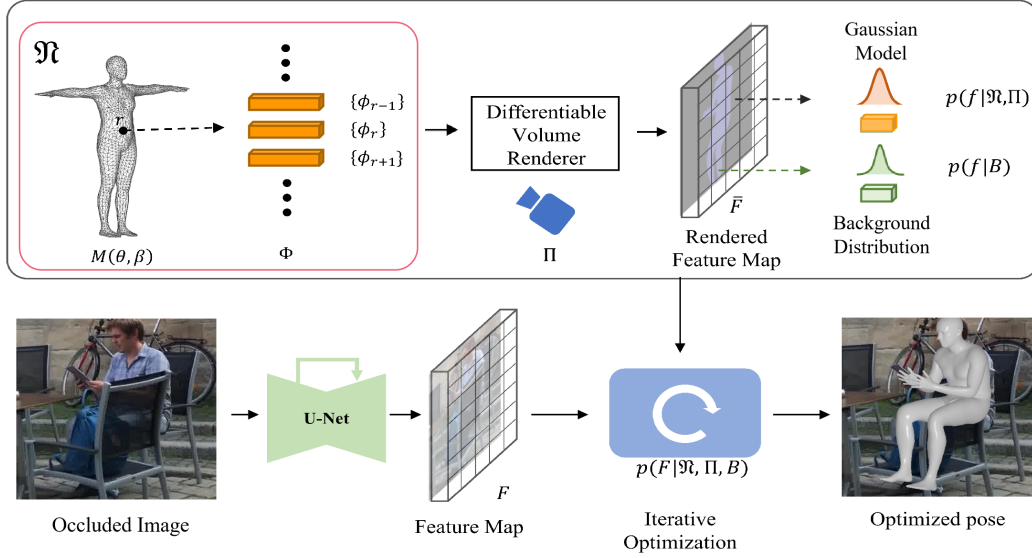 𝔑
r
M(θ, β)
{ϕ_{r−1}}
{ϕ_r}
{ϕ_{r+1}}
Φ
Differentiable
Volume
Renderer
Π
F̅
Rendered
Feature Map
Gaussian
Model
p(f|𝔑,Π)
p(f|B)
Background
Distribution
Occluded Image
U-Net
F
Feature Map
p(F|𝔑, Π, B)
Iterative
Optimization
Optimized pose